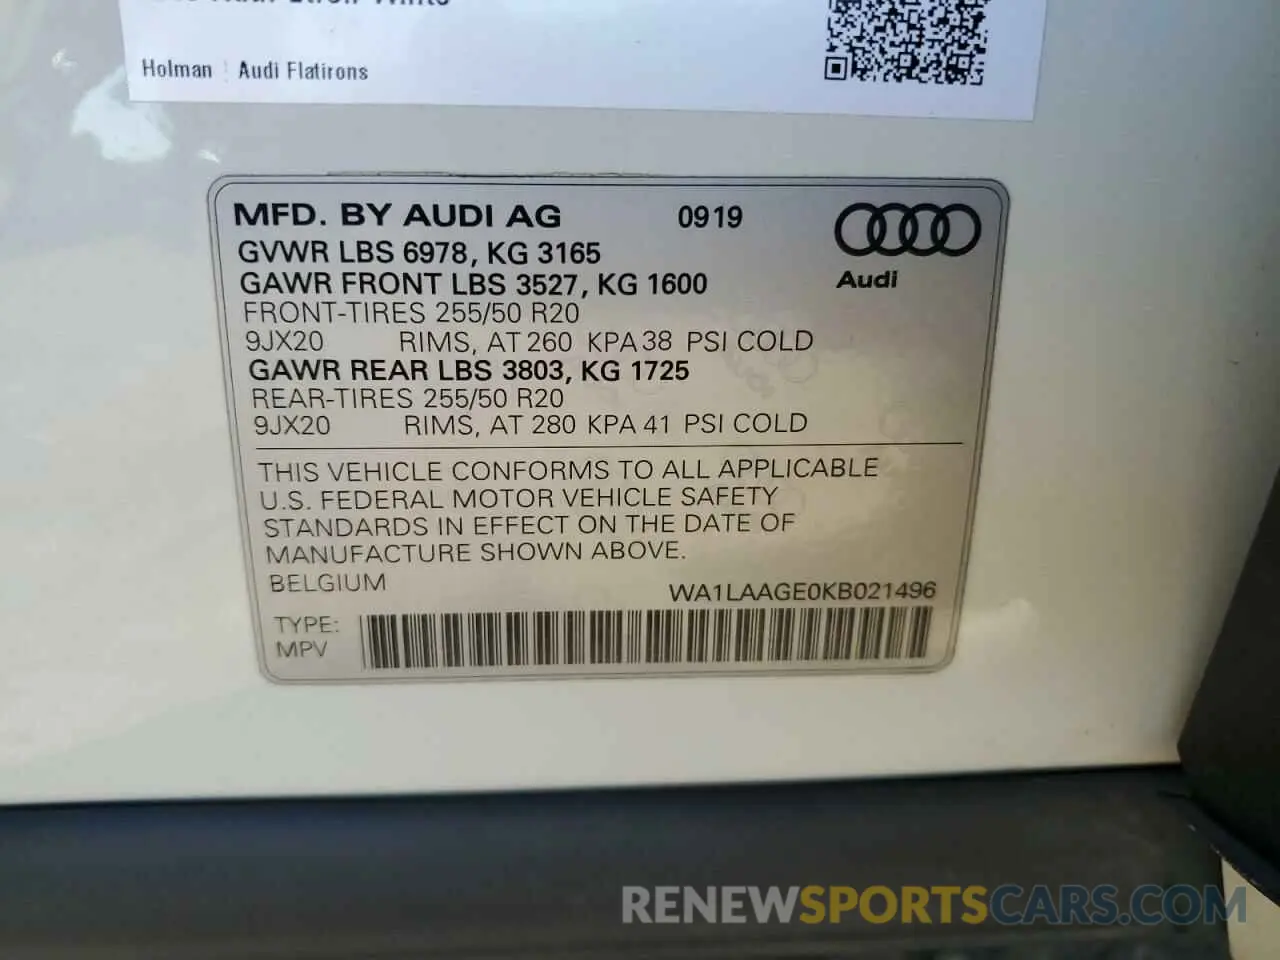 Holman Audi Flatirons
MFD. BY AUDI AG 0919
Audi
GVWR LBS 6978, KG 3165
GAWR FRONT LBS 3527, KG 1600
FRONT-TIRES 255/50 R20
9JX20 RIMS, AT 260 KPA 38 PSI COLD
GAWR REAR LBS 3803, KG 1725
REAR-TIRES 255/50 R20
9JX20 RIMS, AT 280 KPA 41 PSI COLD
THIS VEHICLE CONFORMS TO ALL APPLICABLE
U.S. FEDERAL MOTOR VEHICLE SAFETY
STANDARDS IN EFFECT ON THE DATE OF
MANUFACTURE SHOWN ABOVE.
BELGIUM WA1LAAGE0KB021496
TYPE:
MPV
RENEWSPORTSCARS.COM